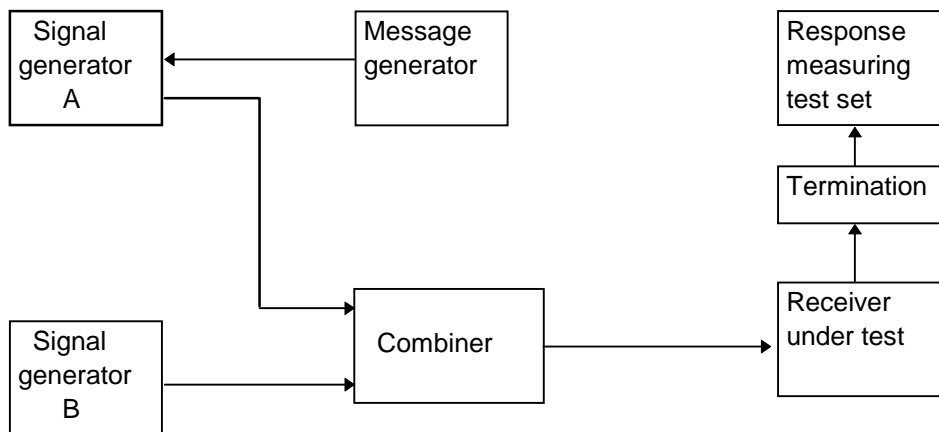 Signal
generator
A
Message
generator
Response
measuring
test set
Termination
Receiver
under test
Combiner
Signal
generator
B